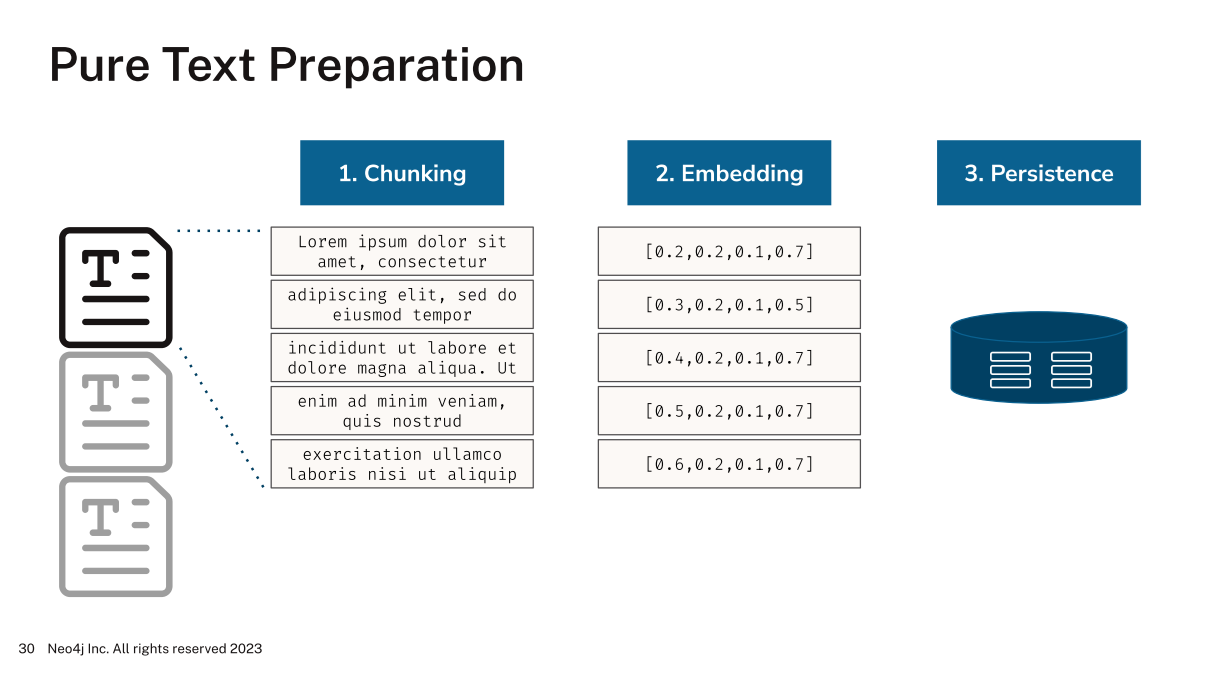 Pure Text Preparation
1. Chunking
2. Embedding
3. Persistence
T
T
T
Lorem ipsum dolor sit
amet, consectetur
adipiscing elit, sed do
eiusmod tempor
incididunt ut labore et
dolore magna aliqua. Ut
enim ad minim veniam,
quis nostrud
exercitation ullamco
laboris nisi ut aliquip
[0.2,0.2,0.1,0.7]
[0.3,0.2,0.1,0.5]
[0.4,0.2,0.1,0.7]
[0.5,0.2,0.1,0.7]
[0.6,0.2,0.1,0.7]
30 Neo4j Inc. All rights reserved 2023